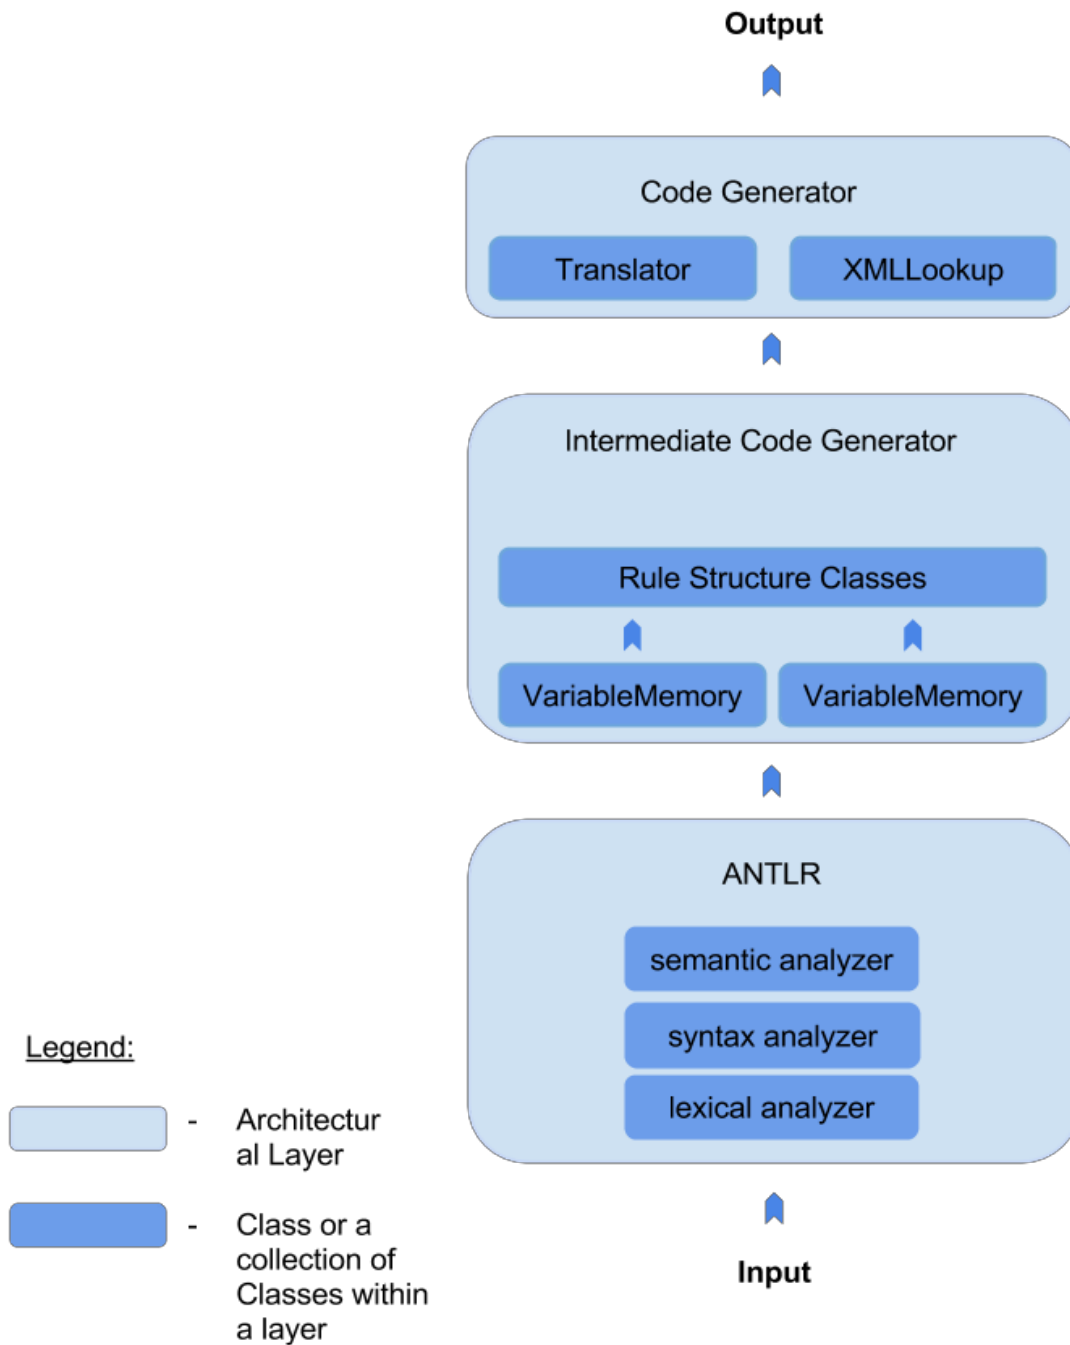 Output
Code Generator
Translator
XMLLookup
Intermediate Code Generator
Rule Structure Classes
VariableMemory
VariableMemory
ANTLR
semantic analyzer
syntax analyzer
lexical analyzer
Input
Legend:
- Architectur
al Layer
- Class or a
collection of
Classes within
a layer